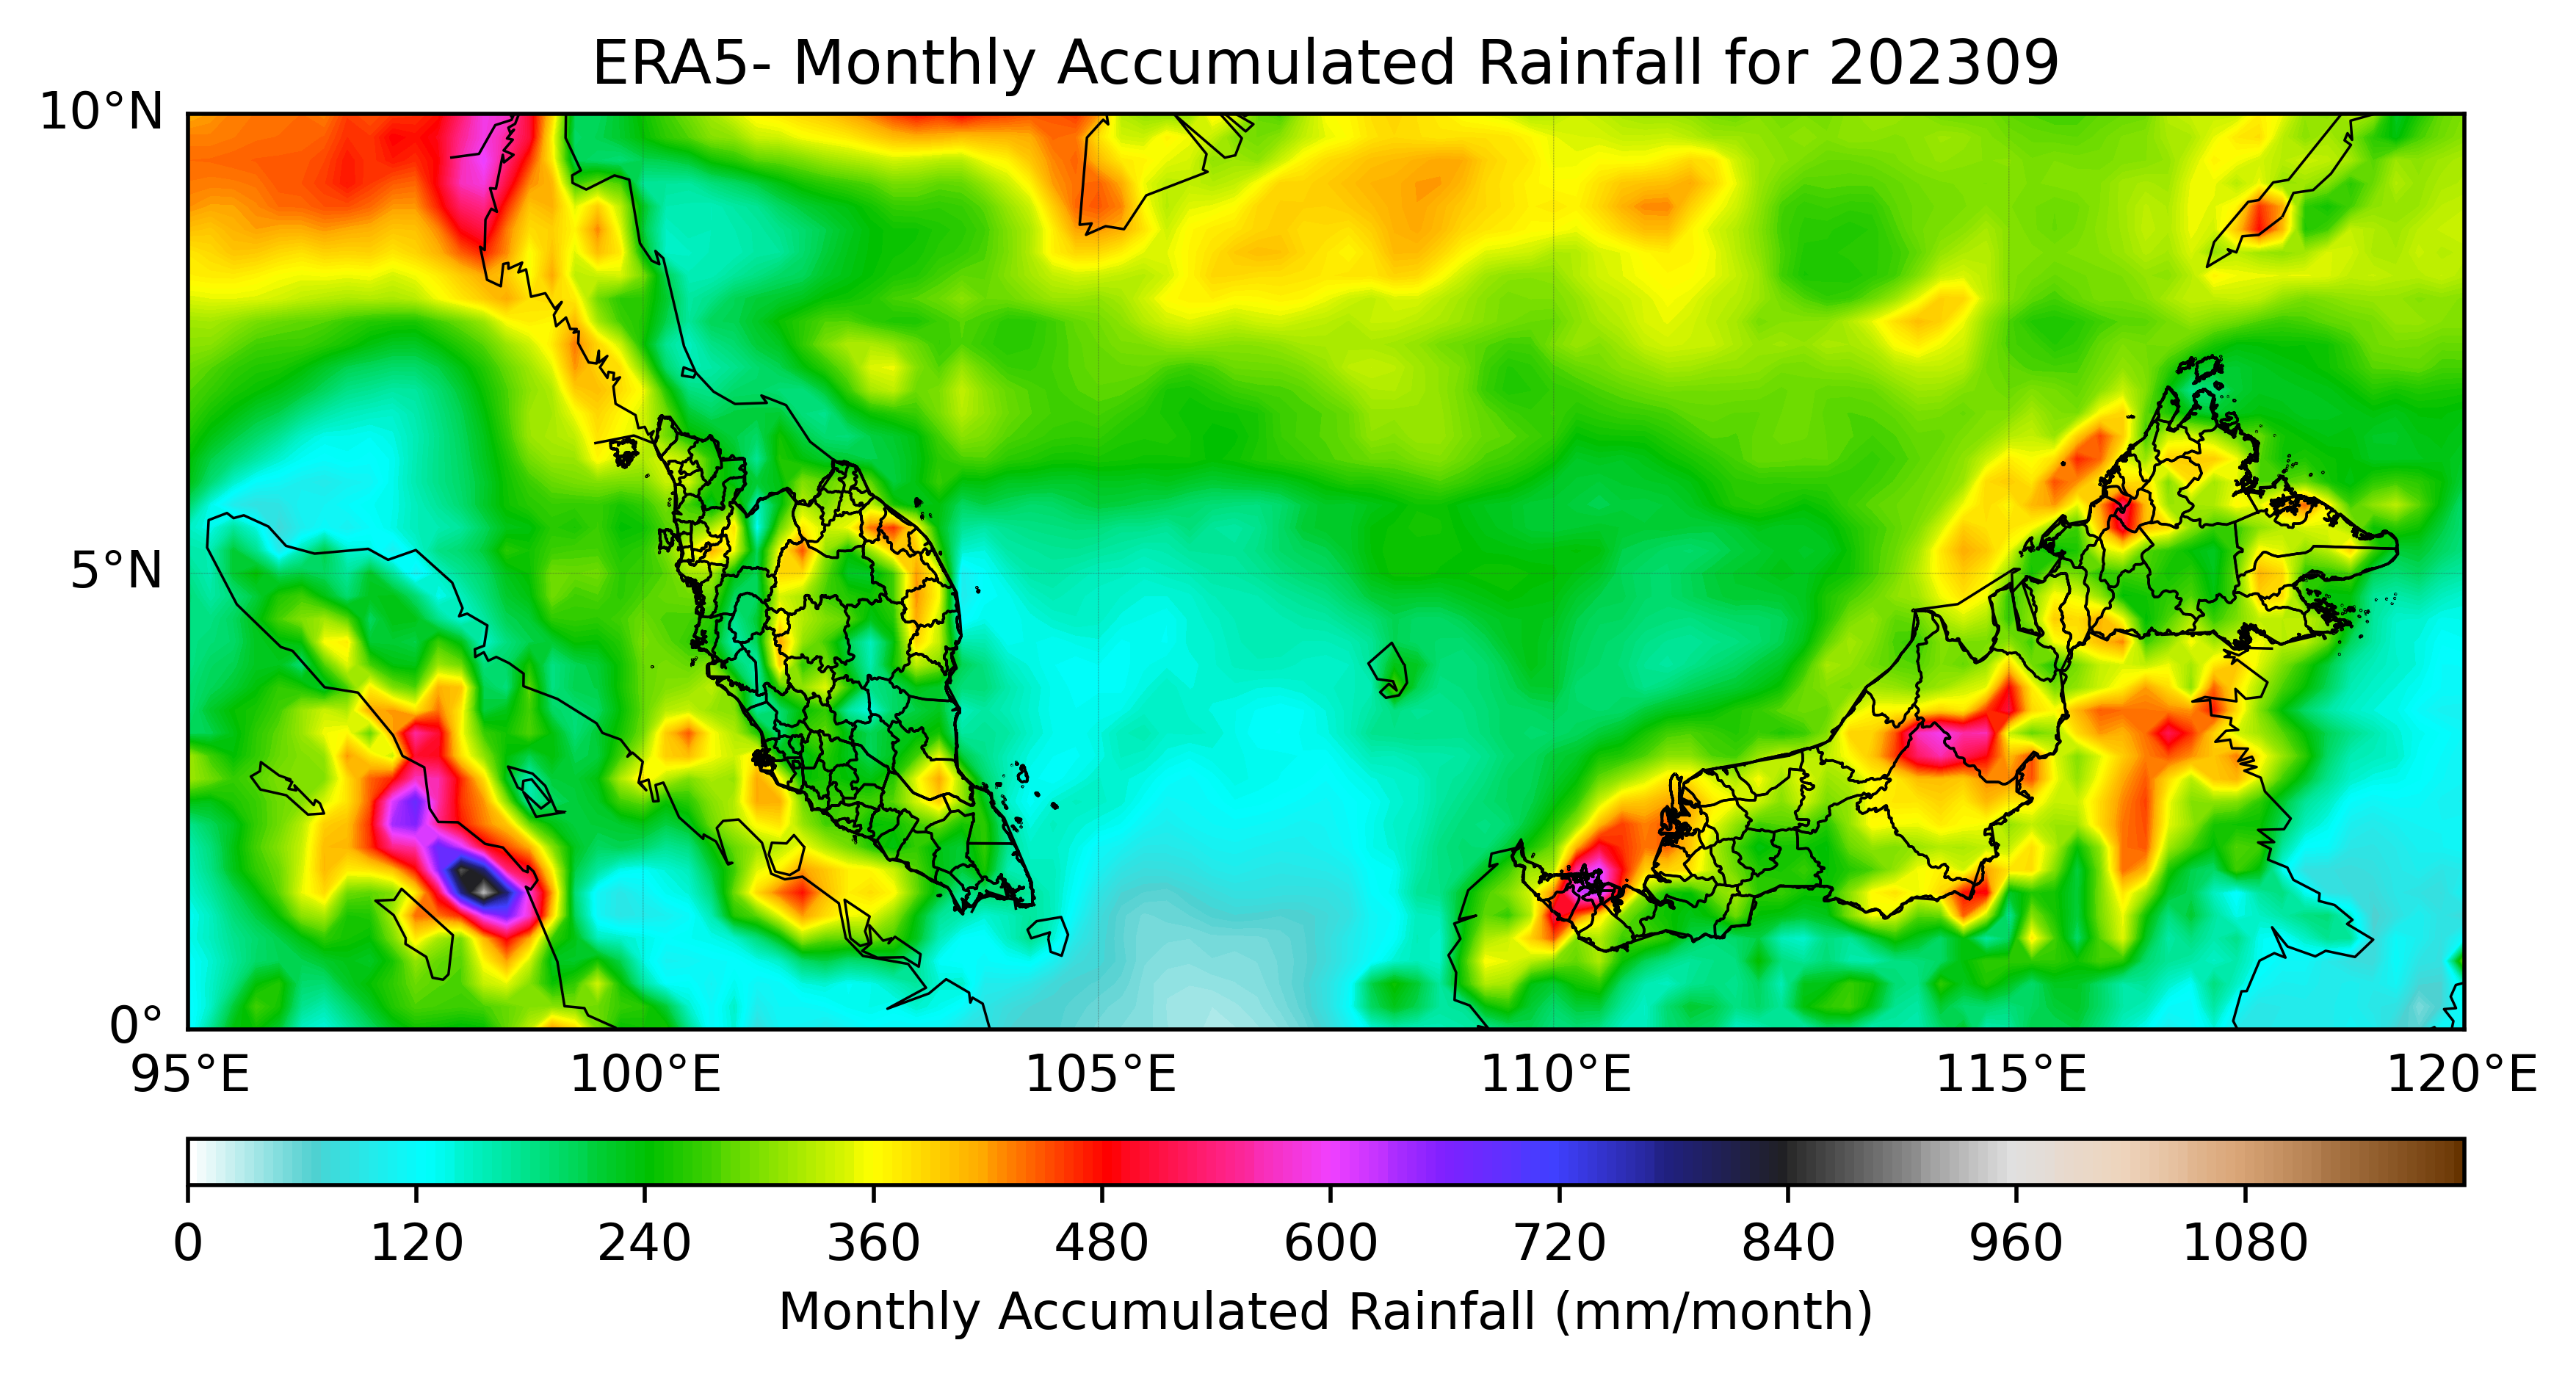 ERA5- Monthly Accumulated Rainfall for 202309
10°N
5°N
0°
95°E 100°E 105°E 110°E 115°E 120°E
0 120 240 360 480 600 720 840 960 1080
Monthly Accumulated Rainfall (mm/month)